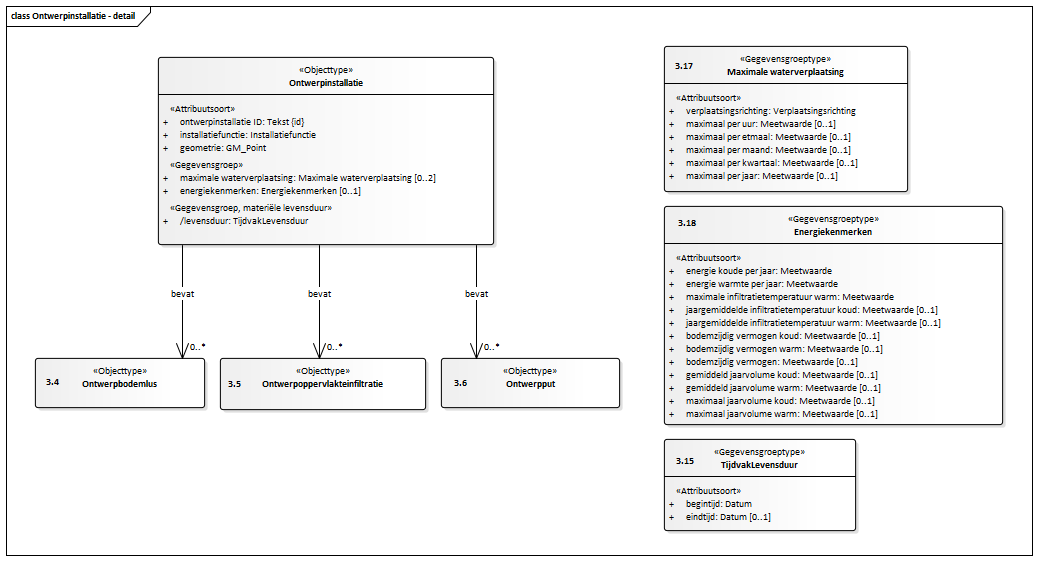 class Ontwerpinstallatie - detail
«Objecttype»
Ontwerpinstallatie
«Attribuutsoort»
+ ontwerpinstallatie ID: Tekst {id}
+ installatiefunctie: Installatiefunctie
+ geometrie: GM_Point
«Gegevensgroep»
+ maximale waterverplaatsing: Maximale waterverplaatsing [0..2]
+ energiekenmerken: Energiekenmerken [0..1]
«Gegevensgroep, materiële levensduur»
+ /levensduur: TijdvakLevensduur
bevat
bevat
bevat
/0..*
/0..*
/0..*
3.4
«Objecttype»
Ontwerpbodemlus
3.5
«Objecttype»
Ontwerpoppervlakteinfiltratie
3.6
«Objecttype»
Ontwerpput
3.17
«Gegevensgroeptype»
Maximale waterverplaatsing
«Attribuutsoort»
+ verplaatsingsrichting: Verplaatsingsrichting
+ maximaal per uur: Meetwaarde [0..1]
+ maximaal per etmaal: Meetwaarde [0..1]
+ maximaal per maand: Meetwaarde [0..1]
+ maximaal per kwartaal: Meetwaarde [0..1]
+ maximaal per jaar: Meetwaarde [0..1]
3.18
«Gegevensgroeptype»
Energiekenmerken
«Attribuutsoort»
+ energie koude per jaar: Meetwaarde
+ energie warmte per jaar: Meetwaarde
+ maximale infiltratietemperatuur warm: Meetwaarde
+ jaargemiddelde infiltratietemperatuur koud: Meetwaarde [0..1]
+ jaargemiddelde infiltratietemperatuur warm: Meetwaarde [0..1]
+ bodemzijdig vermogen koud: Meetwaarde [0..1]
+ bodemzijdig vermogen warm: Meetwaarde [0..1]
+ bodemzijdig vermogen: Meetwaarde [0..1]
+ gemiddeld jaarvolume koud: Meetwaarde [0..1]
+ gemiddeld jaarvolume warm: Meetwaarde [0..1]
+ maximaal jaarvolume koud: Meetwaarde [0..1]
+ maximaal jaarvolume warm: Meetwaarde [0..1]
3.15
«Gegevensgroeptype»
TijdvakLevensduur
«Attribuutsoort»
+ begintijd: Datum
+ eindtijd: Datum [0..1]